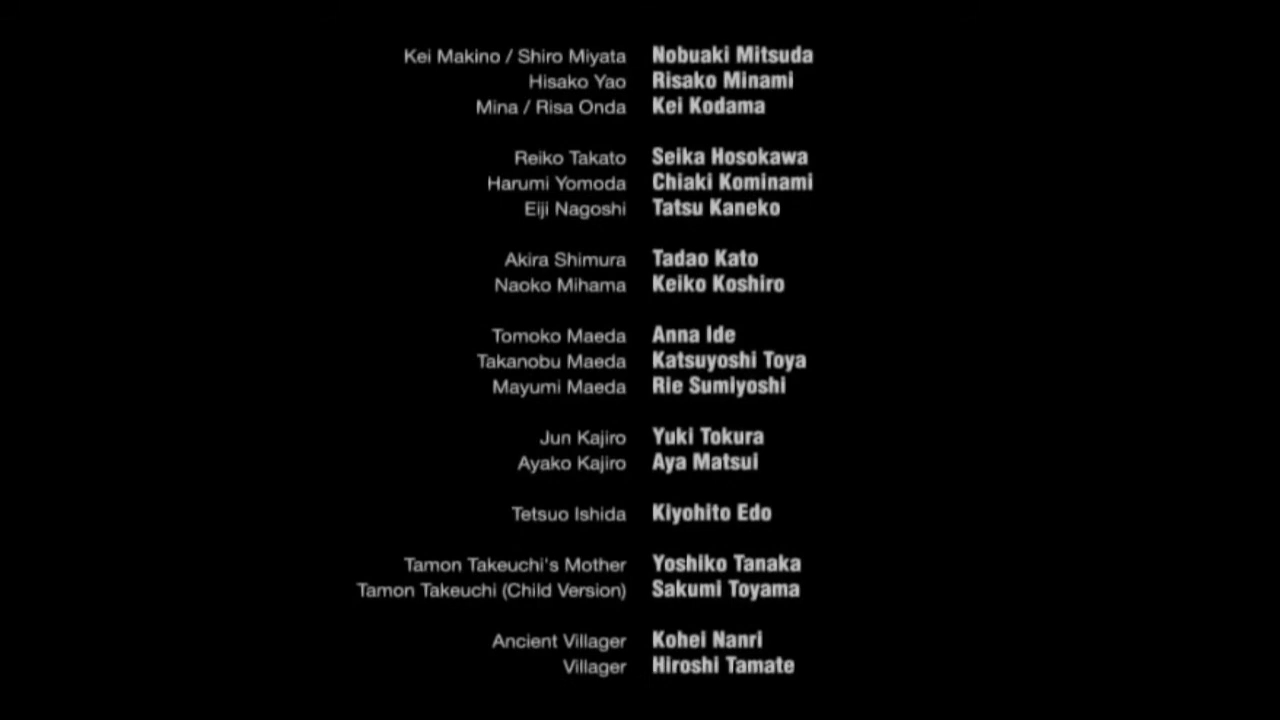 Kei Makino / Shiro Miyata Nobuaki Mitsuda
Hisako Yao Risako Minami
Mina / Risa Onda Kei Kodama
Reiko Takato Seika Hosokawa
Harumi Yomoda Chiaki Kominami
Eiji Nagoshi Tatsu Kaneko
Akira Shimura Tadao Kato
Naoko Mihama Keiko Koshiro
Tomoko Maeda Anna Ide
Takanobu Maeda Katsuyoshi Toya
Mayumi Maeda Rie Sumiyoshi
Jun Kajiro Yuki Tokura
Ayako Kajiro Aya Matsui
Tetsuo Ishida Kiyohito Edo
Tamon Takeuchi's Mother Yoshiko Tanaka
Tamon Takeuchi (Child Version) Sakumi Toyama
Ancient Villager Kohei Nanri
Villager Hiroshi Tamate